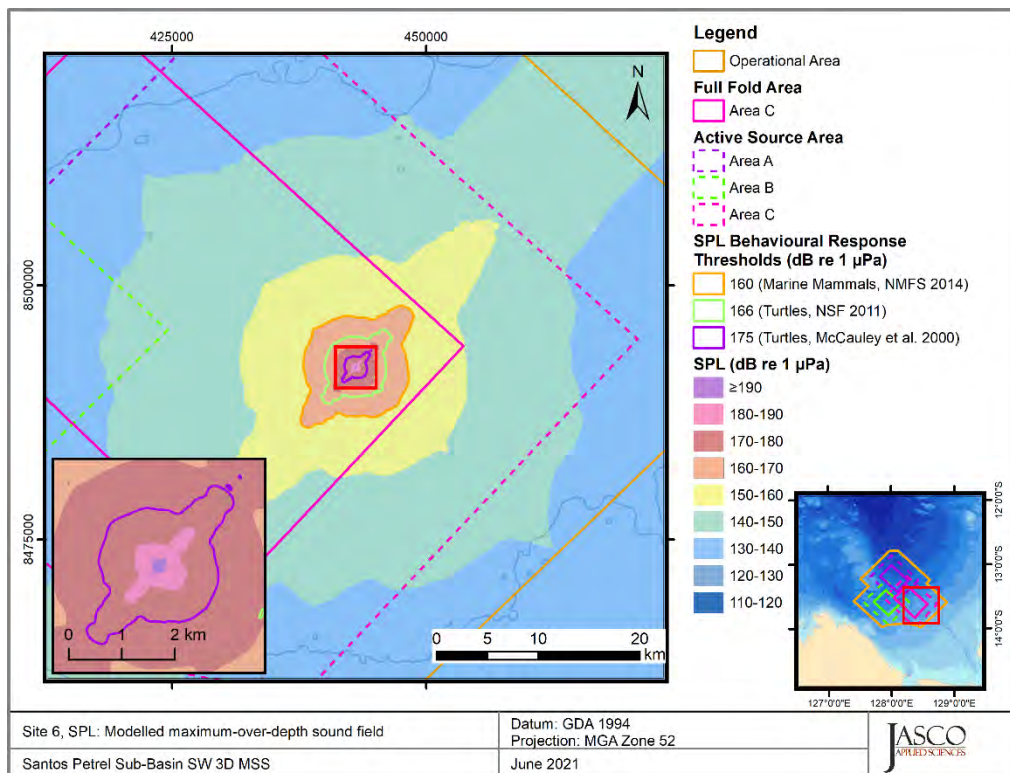 425000
450000
8500000
8475000
N
0 1 2 km
0 5 10 20
km
Legend
Operational Area
Full Fold Area
Area C
Active Source Area
Area A
Area B
Area C
SPL Behavioural Response
Thresholds (dB re 1 µPa)
160 (Marine Mammals, NMFS 2014)
166 (Turtles, NSF 2011)
175 (Turtles, McCauley et al. 2000)
SPL (dB re 1 µPa)
≥190
180-190
170-180
160-170
150-160
140-150
130-140
120-130
110-120
12°0'0"S
13°0'0"S
14°0'0"S
127°0'0"E
128°0'0"E
129°0'0"E
Site 6, SPL: Modelled maximum-over-depth sound field
Datum: GDA 1994
Projection: MGA Zone 52
Santos Petrel Sub-Basin SW 3D MSS
June 2021
JASCO
APPLIED SCIENCES